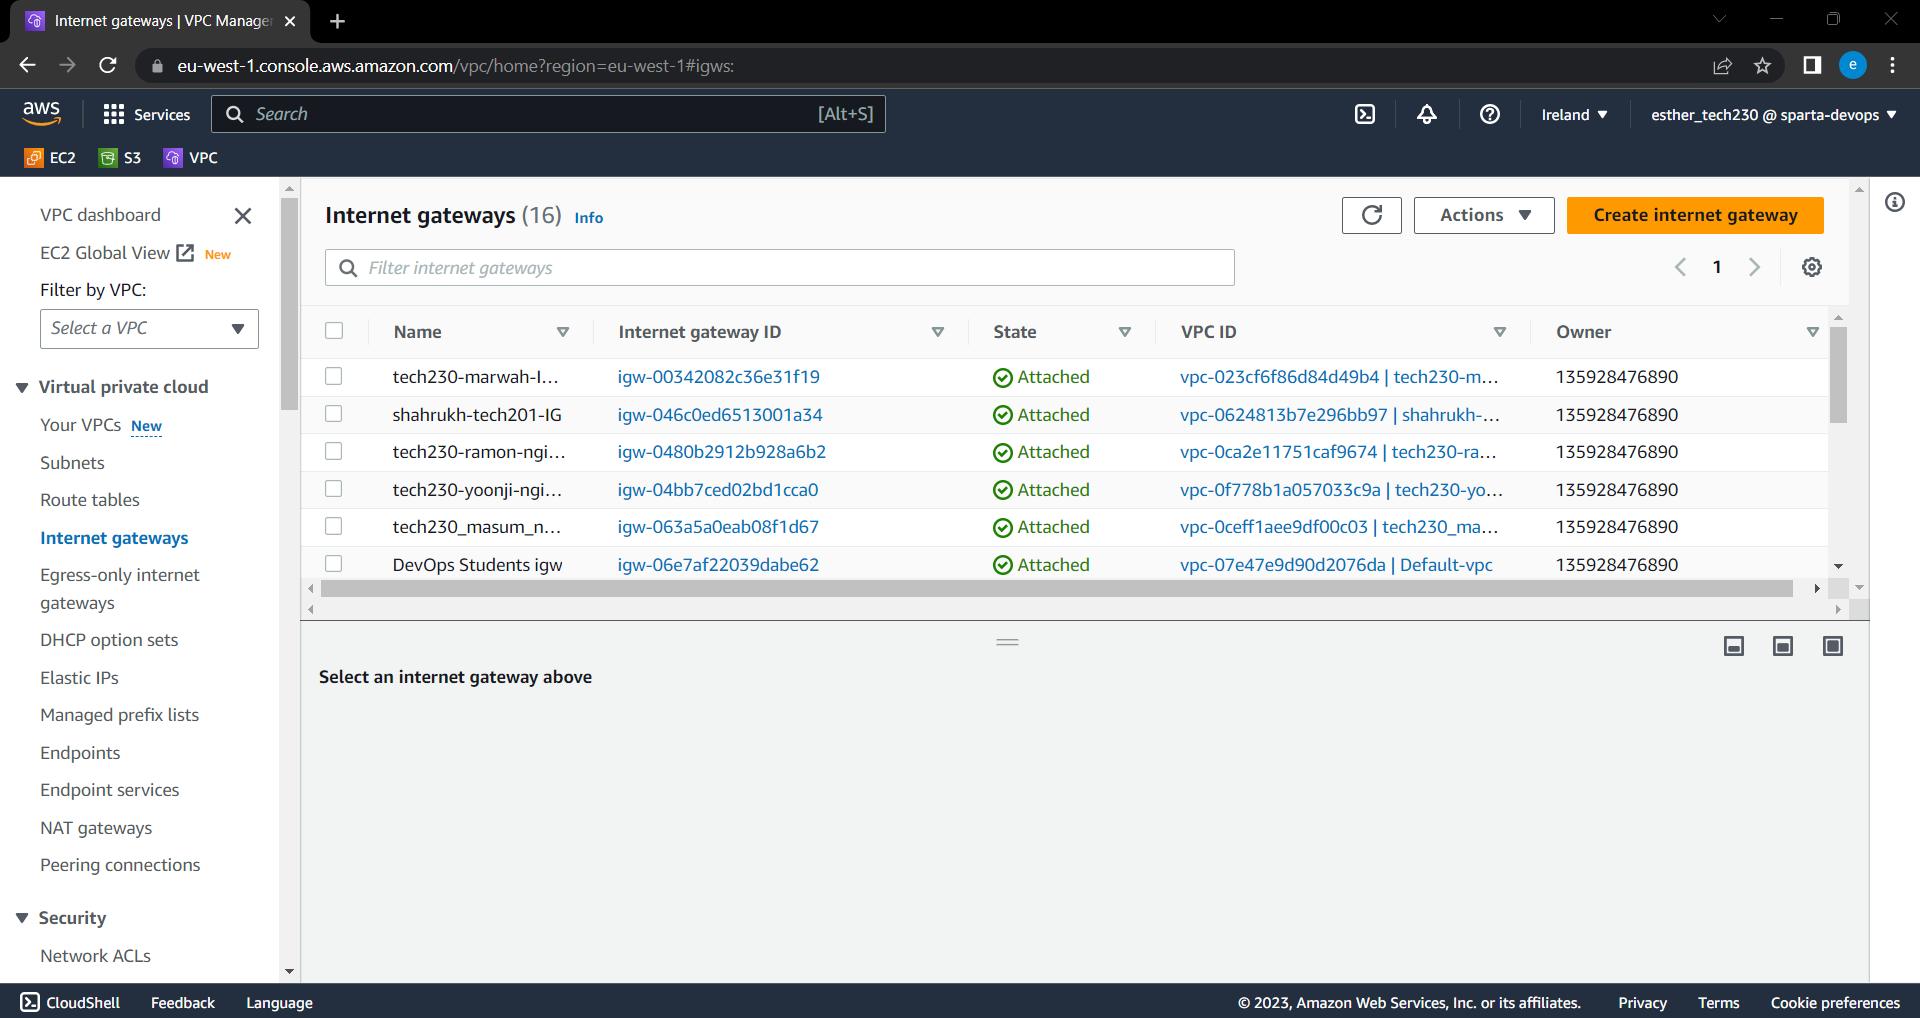 Internet gateways | VPC Manage
eu-west-1.console.aws.amazon.com/vpc/home?region=eu-west-1#igws:
e
aws
Services
Search
[Alt+S]
Ireland
esther_tech230 @ sparta-devops
EC2
S3
VPC
VPC dashboard
EC2 Global View New
Filter by VPC:
Select a VPC
Virtual private cloud
Your VPCs New
Subnets
Route tables
Internet gateways
Egress-only internet
gateways
DHCP option sets
Elastic IPs
Managed prefix lists
Endpoints
Endpoint services
NAT gateways
Peering connections
Security
Network ACLs
Internet gateways (16) Info
Actions
Create internet gateway
Filter internet gateways
1
Name Internet gateway ID State VPC ID Owner
tech230-marwah-I... igw-00342082c36e31f19 Attached vpc-023cf6f86d84d49b4 | tech230-m... 135928476890
shahrukh-tech201-IG igw-046c0ed6513001a34 Attached vpc-0624813b7e296bb97 | shahrukh-... 135928476890
tech230-ramon-ngi... igw-0480b2912b928a6b2 Attached vpc-0ca2e11751caf9674 | tech230-ra... 135928476890
tech230-yoonji-ngi... igw-04bb7ced02bd1cca0 Attached vpc-0f778b1a057033c9a | tech230-yo... 135928476890
tech230_masum_n... igw-063a5a0eab08f1d67 Attached vpc-0ceff1aee9df00c03 | tech230_ma... 135928476890
DevOps Students igw igw-06e7af22039dabe62 Attached vpc-07e47e9d90d2076da | Default-vpc 135928476890
Select an internet gateway above
CloudShell
Feedback
Language
© 2023, Amazon Web Services, Inc. or its affiliates.
Privacy
Terms
Cookie preferences